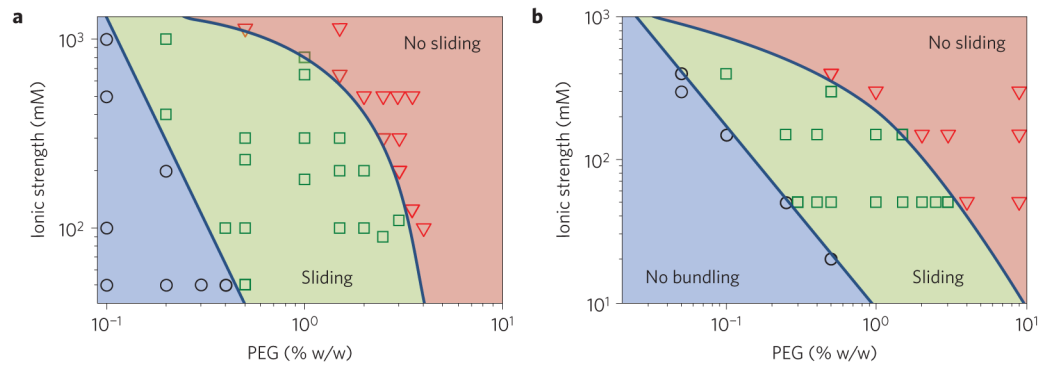 a
No sliding
10³
Ionic strength (mM)
10²
Sliding
10⁻¹
10⁰
10¹
PEG (% w/w)
b
10³
No sliding
Ionic strength (mM)
10²
No bundling
Sliding
10¹
10⁻¹
10⁰
10¹
PEG (% w/w)